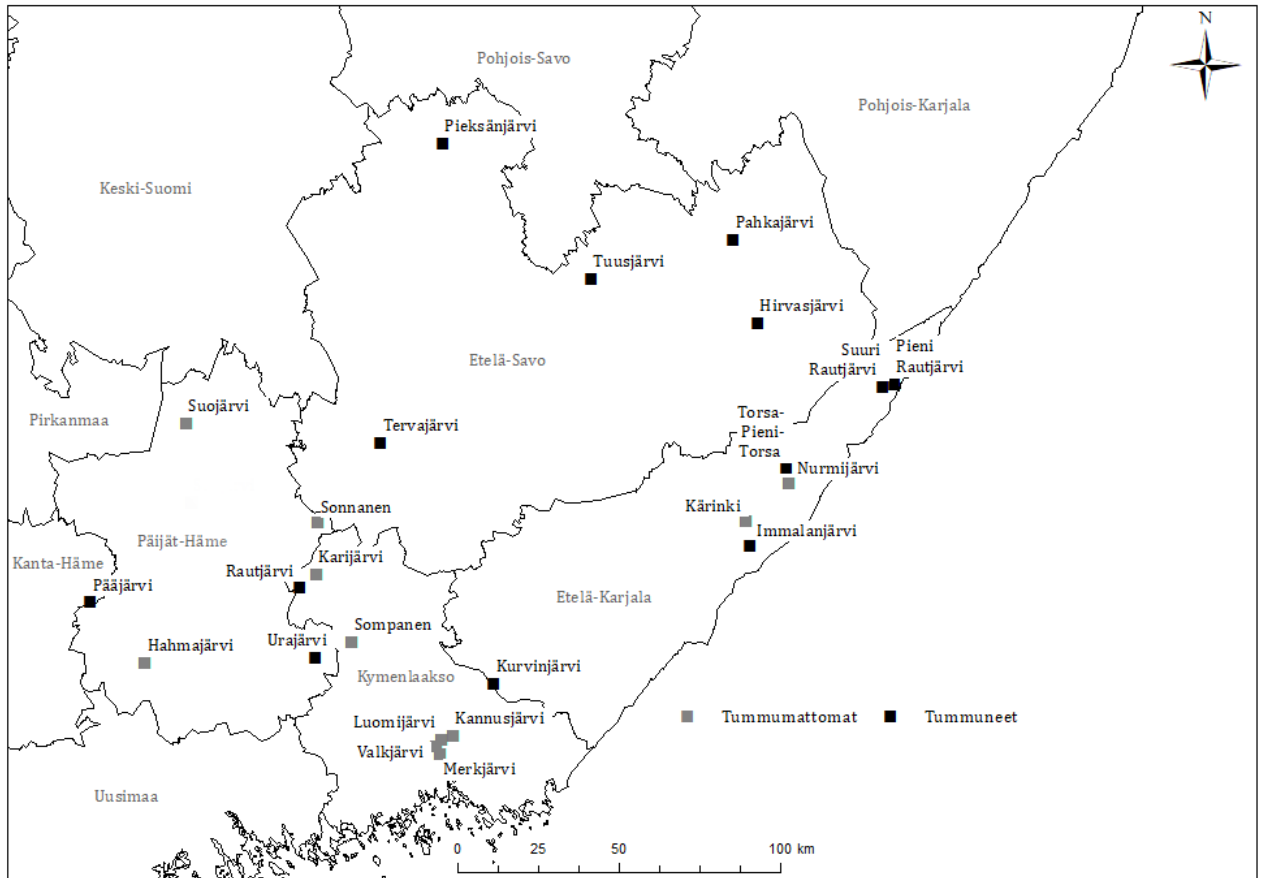 N
Pohjois-Savo
Pohjois-Karjala
Pieksänjärvi
Keski-Suomi
Pahkajärvi
Tuusjärvi
Hirvasjärvi
Etelä-Savo
Suuri
Rautjärvi
Pieni
Rautjärvi
Pirkanmaa
Suojärvi
Tervajärvi
Torsa-
Pieni-
Torsa
Nurmijärvi
Sonnanen
Kärinki
Immalanjärvi
Päijät-Häme
Kanta-Häme
Karijärvi
Rautjärvi
Pääjärvi
Etelä-Karjala
Hahmajärvi
Urajärvi
Sompanen
Kymenlaakso
Kurvinjärvi
Luomijärvi
Kannusjärvi
Valkjärvi
Merkjärvi
Tummumattomat
Tummuneet
Uusimaa
0 25 50 100 km